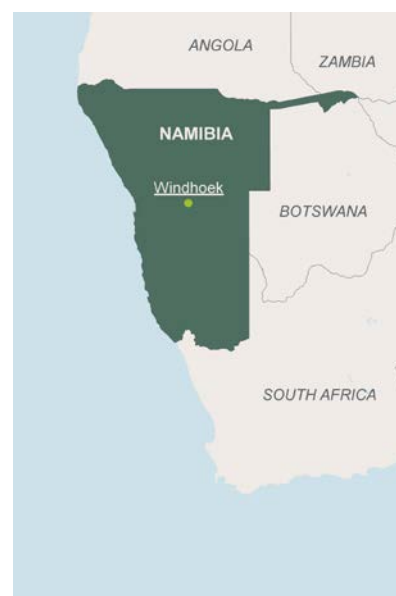 ANGOLA
ZAMBIA
NAMIBIA
Windhoek
BOTSWANA
SOUTH AFRICA